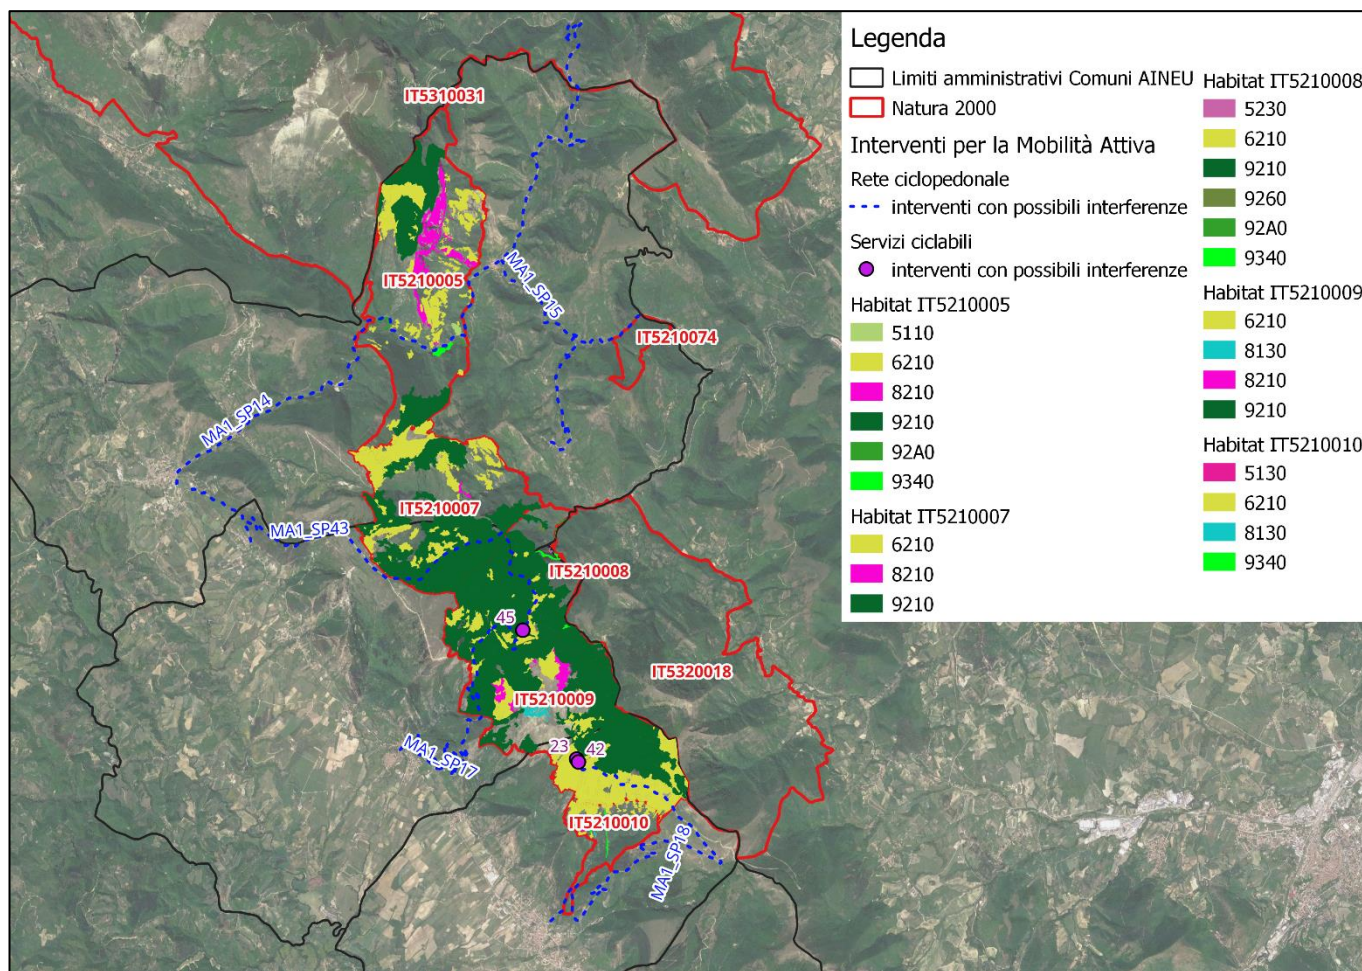 IT5310031
IT5210005
MA1_SP15
IT5210074
MA1_SP14
MA1_SP43
IT5210007
IT5210008
45
IT5320018
IT5210009
MA1_SP17
23
42
IT5210010
MA1_SP18
Legenda
Limiti amministrativi Comuni AINEU
Natura 2000
Interventi per la Mobilità Attiva
Rete ciclopedonale
interventi con possibili interferenze
Servizi ciclabili
interventi con possibili interferenze
Habitat IT5210005
5110
6210
8210
9210
92A0
9340
Habitat IT5210007
6210
8210
9210
Habitat IT5210008
5230
6210
9210
9260
92A0
9340
Habitat IT5210009
6210
8130
8210
9210
Habitat IT5210010
5130
6210
8130
9340